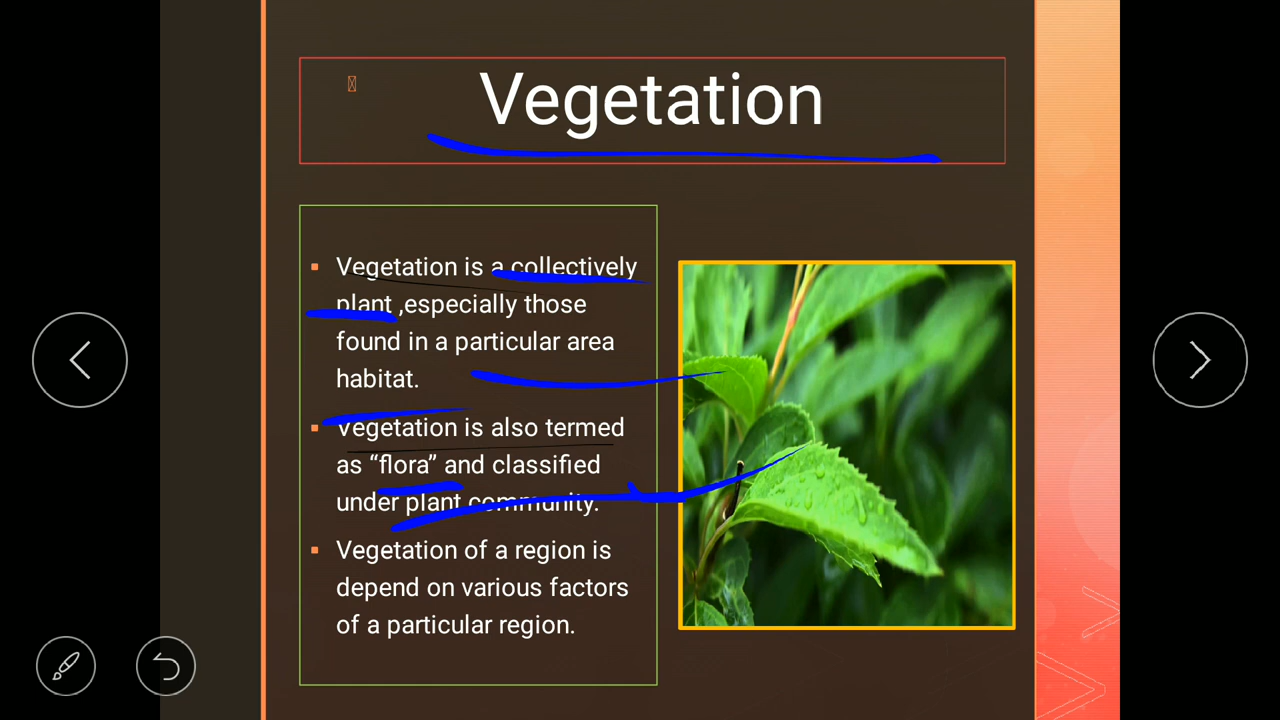 Vegetation
Vegetation is a collectively
plant ,especially those
found in a particular area
habitat.
Vegetation is also termed
as “flora” and classified
under plant community.
Vegetation of a region is
depend on various factors
of a particular region.